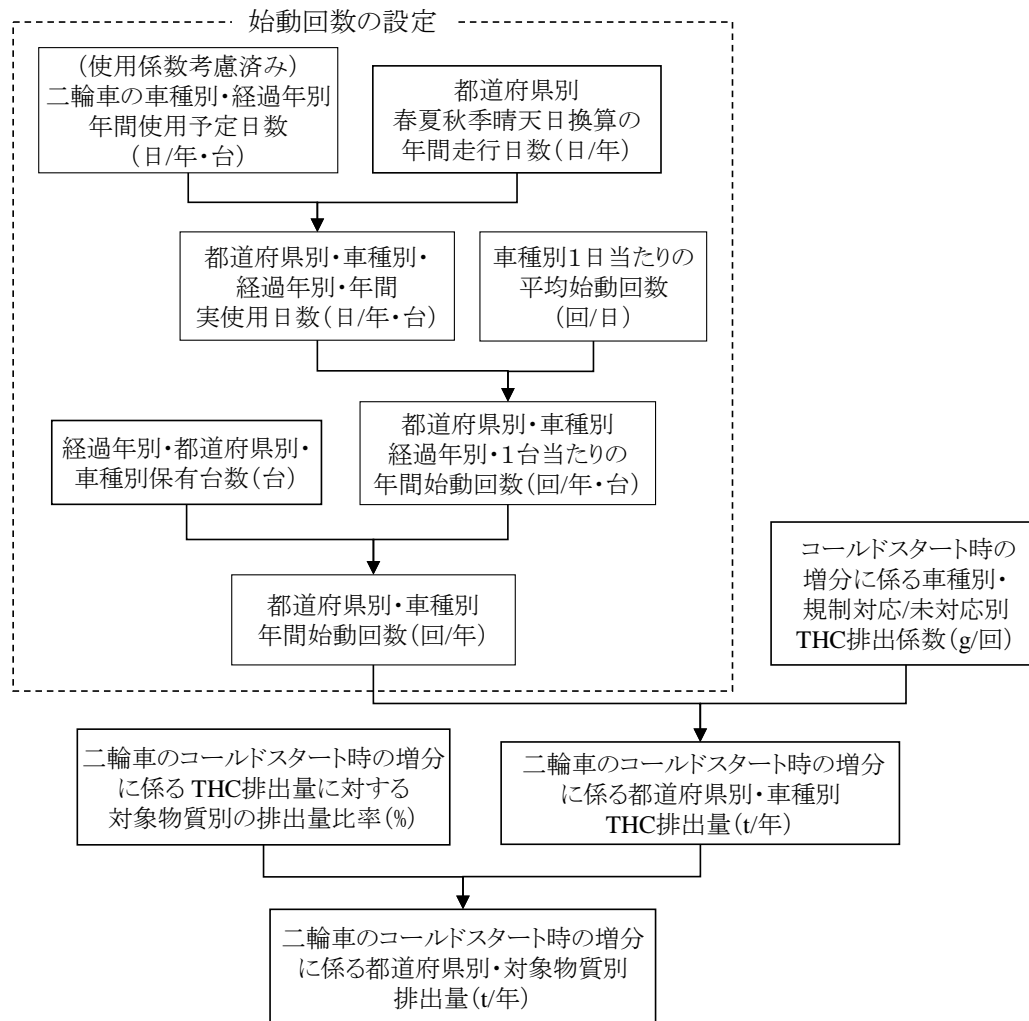 始動回数の設定
(使用係数考慮済み)
二輪車の車種別・経過年別
年間使用予定日数
(日/年・台)
都道府県別
春夏秋季晴天日換算の
年間走行日数(日/年)
都道府県別・車種別・
経過年別・年間
実使用日数(日/年・台)
車種別1日当たりの
平均始動回数
(回/日)
経過年別・都道府県別・
車種別保有台数(台)
都道府県別・車種別
経過年別・1台当たりの
年間始動回数(回/年・台)
都道府県別・車種別
年間始動回数(回/年)
コールドスタート時の
増分に係る車種別・
規制対応/未対応別
THC排出係数(g/回)
二輪車のコールドスタート時の増分
に係る THC排出量に対する
対象物質別の排出量比率(%)
二輪車のコールドスタート時の増分
に係る都道府県別・車種別
THC排出量(t/年)
二輪車のコールドスタート時の増分
に係る都道府県別・対象物質別
排出量(t/年)